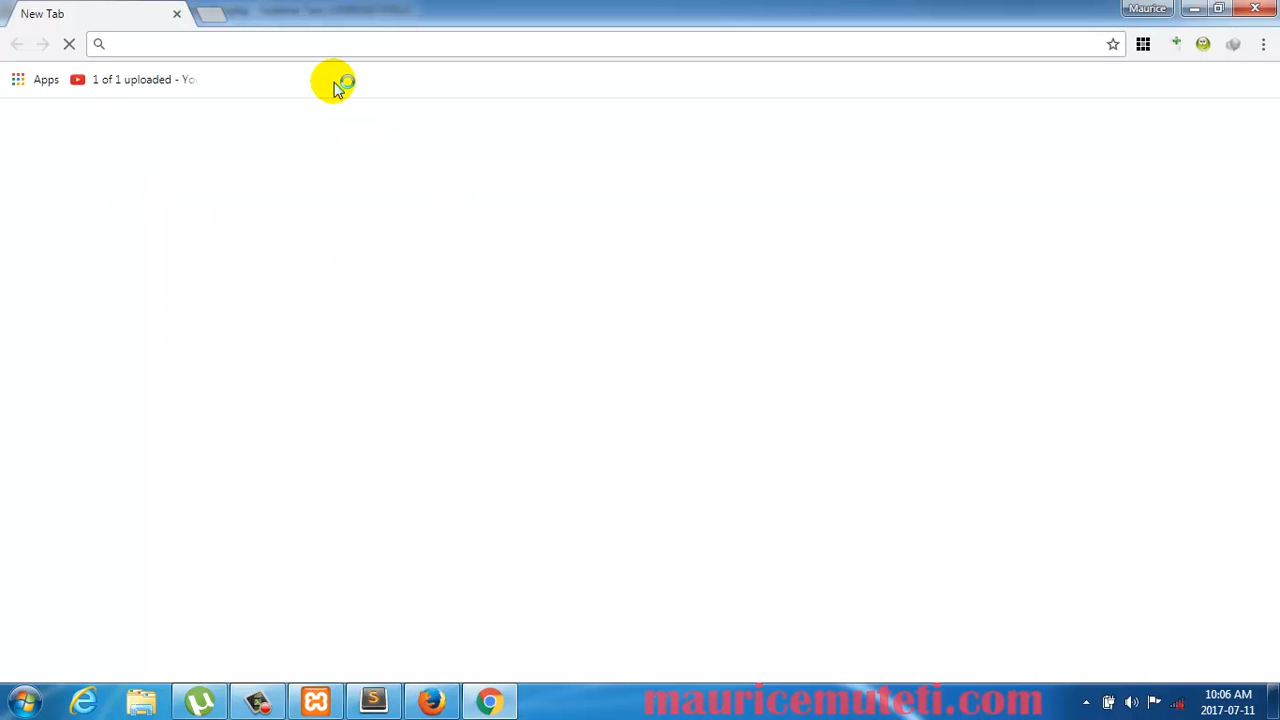 New Tab
Maurice
Apps
1 of 1 uploaded - Yo
10:06 AM
2017-07-11
mauricemuteti.com